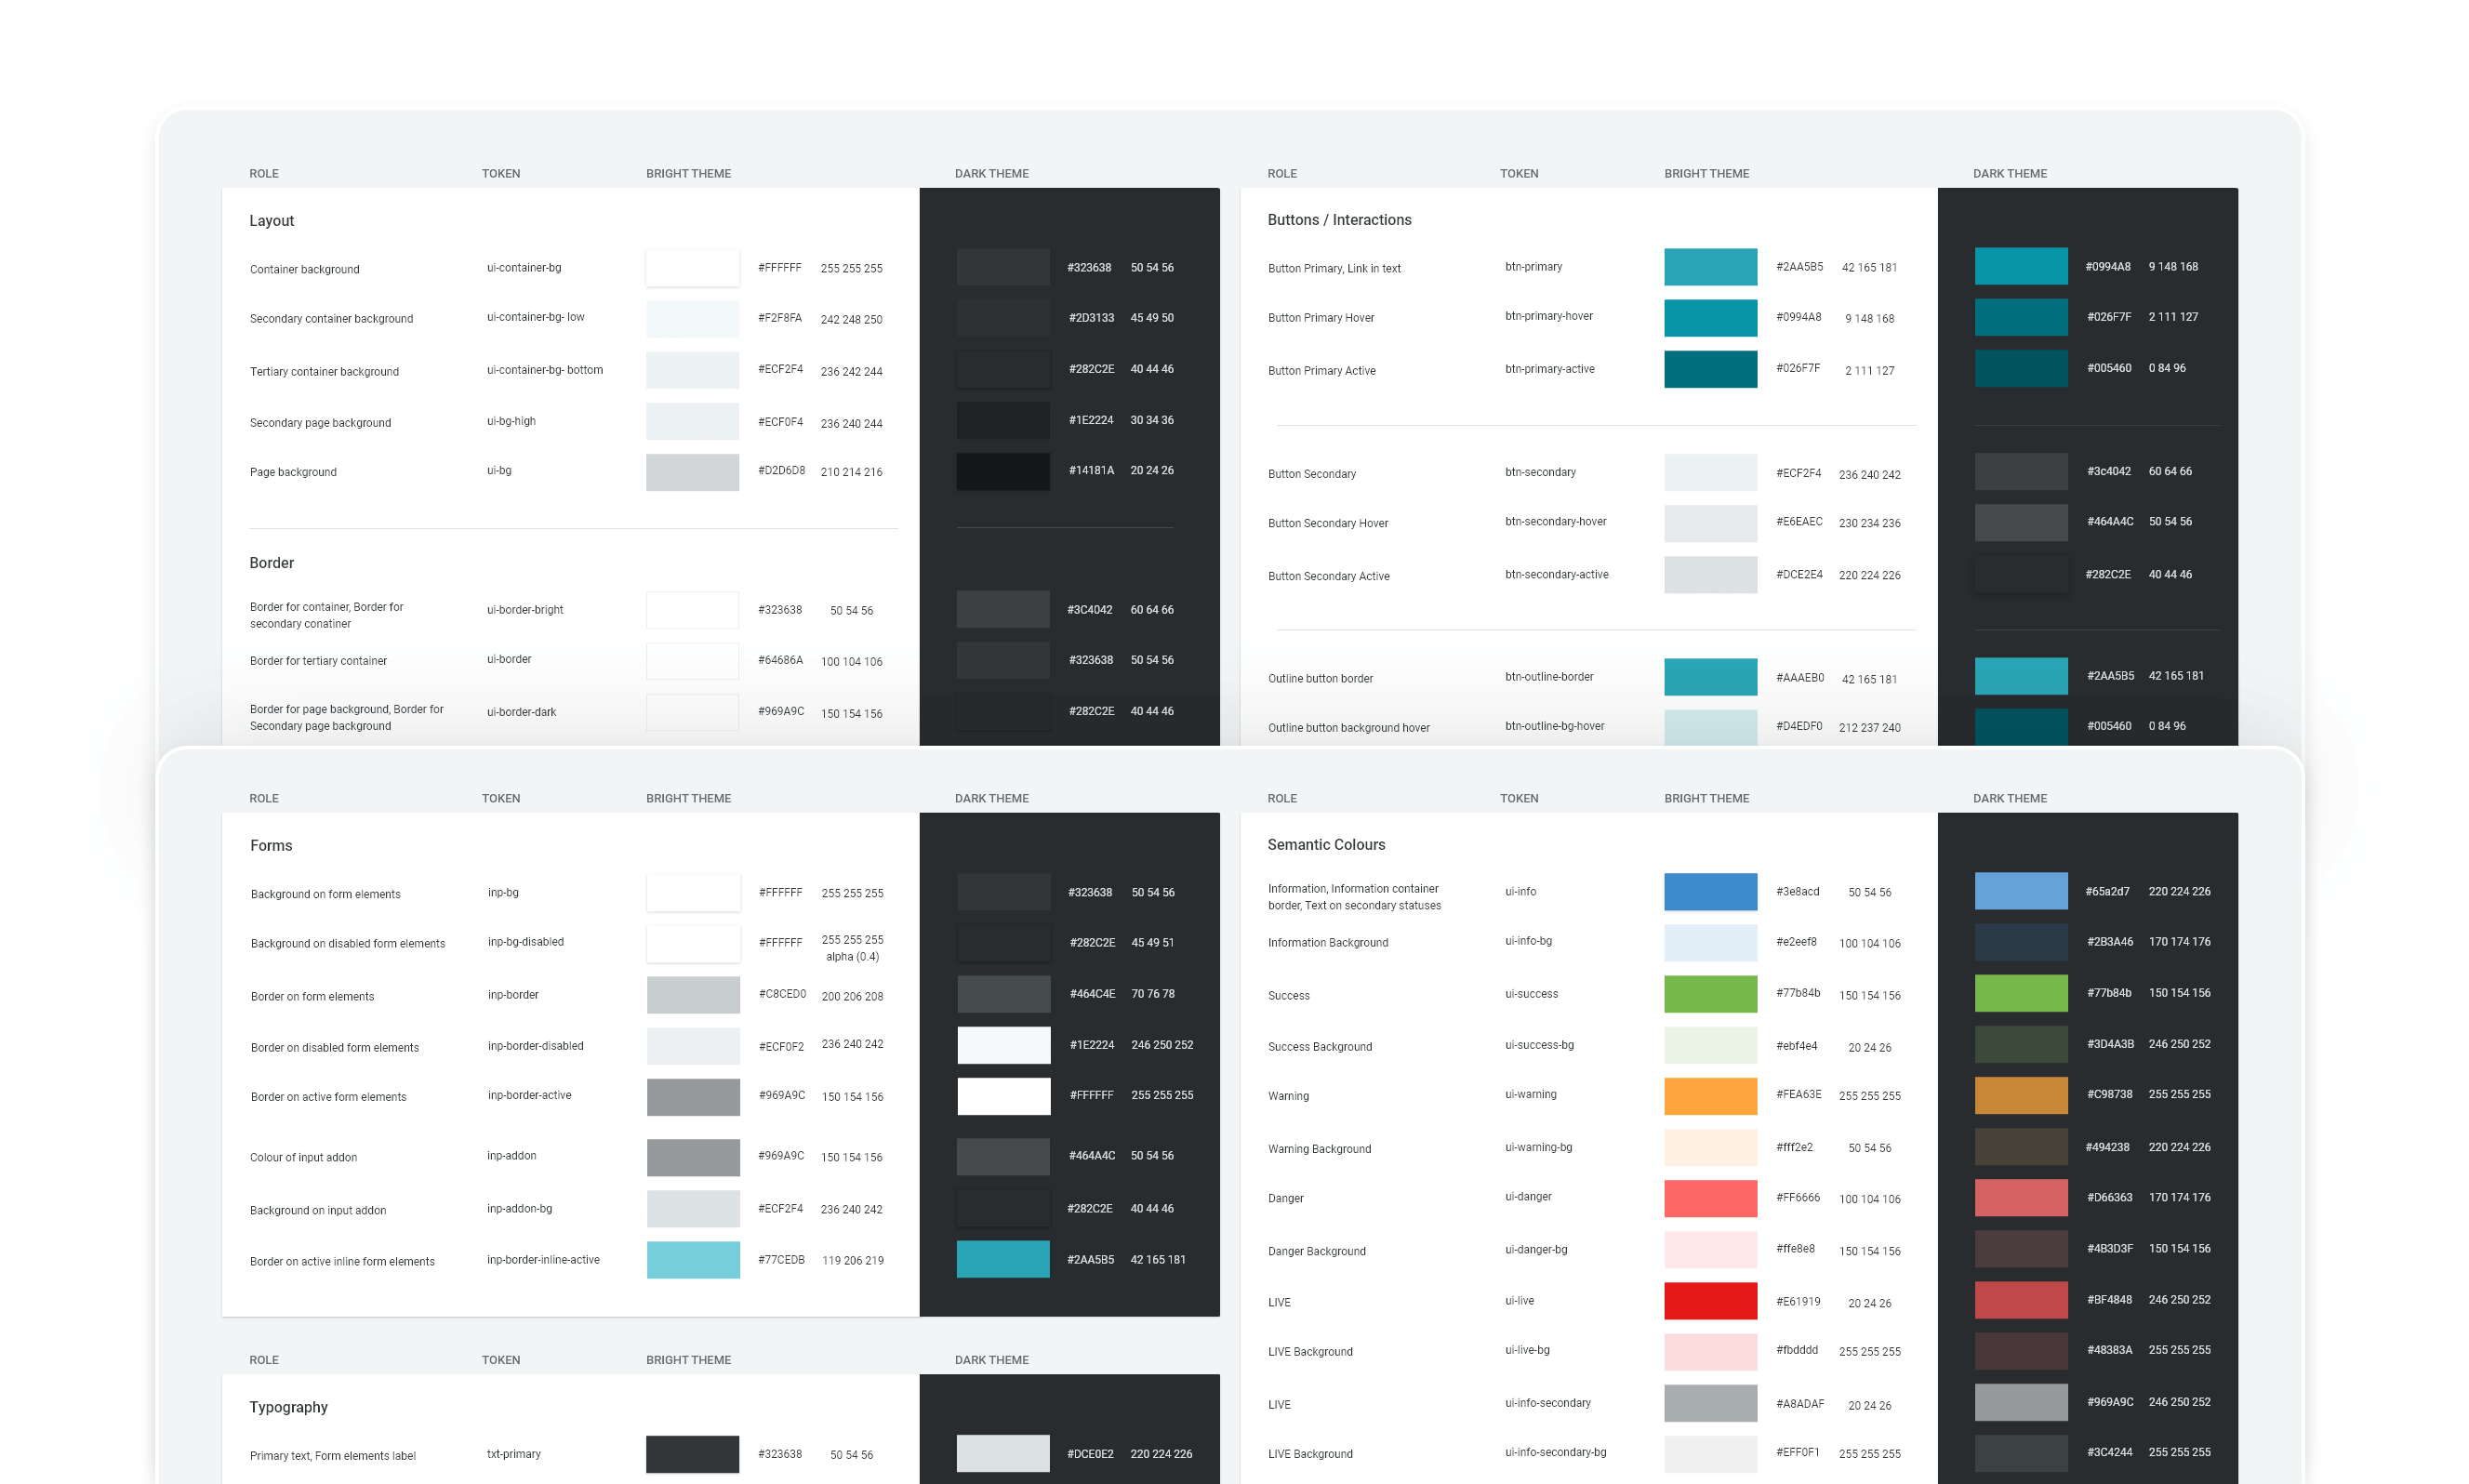 ROLE TOKEN BRIGHT THEME DARK THEME
Layout
Container background ui-container-bg #FFFFFF 255 255 255 #323638 50 54 56
Secondary container background ui-container-bg- low #F2F8FA 242 248 250 #2D3133 45 49 50
Tertiary container background ui-container-bg- bottom #ECF2F4 236 242 244 #282C2E 40 44 46
Secondary page background ui-bg-high #ECF0F4 236 240 244 #1E2224 30 34 36
Page background ui-bg #D2D6D8 210 214 216 #14181A 20 24 26
Border
Border for container, Border for
secondary conatiner ui-border-bright #323638 50 54 56 #3C4042 60 64 66
Border for tertiary container ui-border #64686A 100 104 106 #323638 50 54 56
Border for page background, Border for
Secondary page background ui-border-dark #969A9C 150 154 156 #282C2E 40 44 46
ROLE TOKEN BRIGHT THEME DARK THEME
Buttons / Interactions
Button Primary, Link in text btn-primary #2AA5B5 42 165 181 #0994A8 9 148 168
Button Primary Hover btn-primary-hover #0994A8 9 148 168 #026F7F 2 111 127
Button Primary Active btn-primary-active #026F7F 2 111 127 #005460 0 84 96
Button Secondary btn-secondary #ECF2F4 236 240 242 #3c4042 60 64 66
Button Secondary Hover btn-secondary-hover #E6EAEC 230 234 236 #464A4C 50 54 56
Button Secondary Active btn-secondary-active #DCE2E4 220 224 226 #282C2E 40 44 46
Outline button border btn-outline-border #AAAEB0 42 165 181 #2AA5B5 42 165 181
Outline button background hover btn-outline-bg-hover #D4EDF0 212 237 240 #005460 0 84 96
ROLE TOKEN BRIGHT THEME DARK THEME
Forms
Background on form elements inp-bg #FFFFFF 255 255 255 #323638 50 54 56
Background on disabled form elements inp-bg-disabled #FFFFFF 255 255 255 #282C2E 45 49 51
alpha (0.4)
Border on form elements inp-border #C8CED0 200 206 208 #464C4E 70 76 78
Border on disabled form elements inp-border-disabled #ECF0F2 236 240 242 #1E2224 246 250 252
Border on active form elements inp-border-active #969A9C 150 154 156 #FFFFFF 255 255 255
Colour of input addon inp-addon #969A9C 150 154 156 #464A4C 50 54 56
Background on input addon inp-addon-bg #ECF2F4 236 240 242 #282C2E 40 44 46
Border on active inline form elements inp-border-inline-active #77CEDB 119 206 219 #2AA5B5 42 165 181
ROLE TOKEN BRIGHT THEME DARK THEME
Typography
Primary text, Form elements label txt-primary #323638 50 54 56 #DCE0E2 220 224 226
ROLE TOKEN BRIGHT THEME DARK THEME
Semantic Colours
Information, Information container
border, Text on secondary statuses ui-info #3e8acd 50 54 56 #65a2d7 220 224 226
Information Background ui-info-bg #e2eef8 100 104 106 #2B3A46 170 174 176
Success ui-success #77b84b 150 154 156 #77b84b 150 154 156
Success Background ui-success-bg #ebf4e4 20 24 26 #3D4A3B 246 250 252
Warning ui-warning #FEA63E 255 255 255 #C98738 255 255 255
Warning Background ui-warning-bg #fff2e2 50 54 56 #494238 220 224 226
Danger ui-danger #FF6666 100 104 106 #D66363 170 174 176
Danger Background ui-danger-bg #ffe8e8 150 154 156 #4B3D3F 150 154 156
LIVE ui-live #E61919 20 24 26 #BF4848 246 250 252
LIVE Background ui-live-bg #fbdddd 255 255 255 #48383A 255 255 255
LIVE ui-info-secondary #A8ADAF 20 24 26 #969A9C 246 250 252
LIVE Background ui-info-secondary-bg #EFF0F1 255 255 255 #3C4244 255 255 255